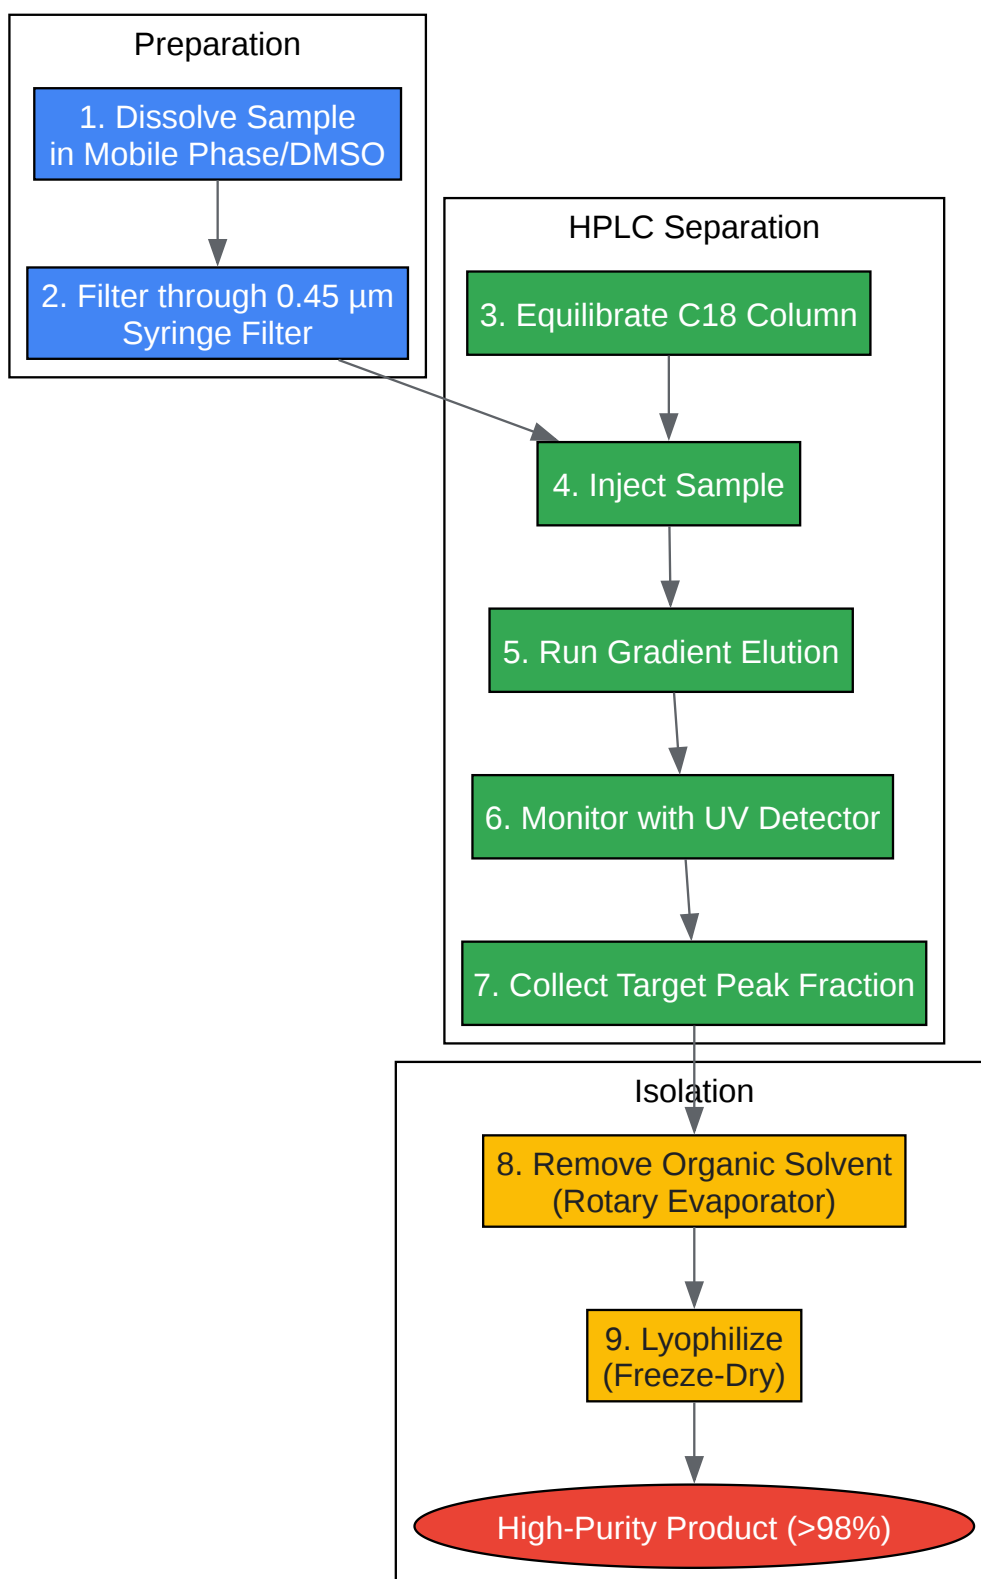 Preparation
1. Dissolve Sample
in Mobile Phase/DMSO
2. Filter through 0.45 µm
Syringe Filter
HPLC Separation
3. Equilibrate C18 Column
4. Inject Sample
5. Run Gradient Elution
6. Monitor with UV Detector
7. Collect Target Peak Fraction
Isolation
8. Remove Organic Solvent
(Rotary Evaporator)
9. Lyophilize
(Freeze-Dry)
High-Purity Product (>98%)